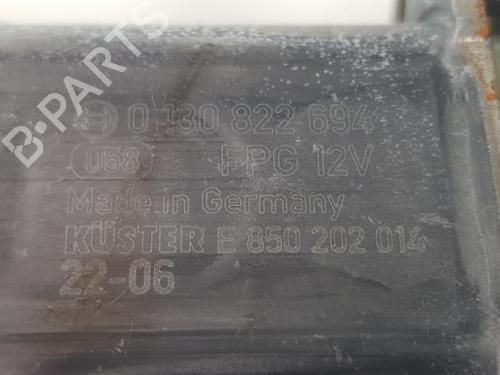 B-PARTS
0 130 822 694
058 FPG 12V
Made in Germany
KÜSTER E 850 202 014
22-06